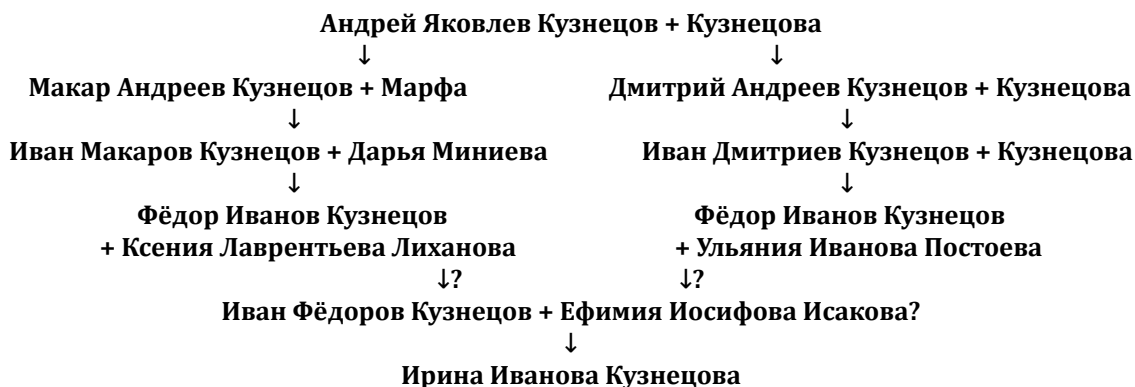 Андрей Яковлев Кузнецов + Кузнецова
↓ ↓
Макар Андреев Кузнецов + Марфа Дмитрий Андреев Кузнецов + Кузнецова
↓ ↓
Иван Макаров Кузнецов + Дарья Миниева Иван Дмитриев Кузнецов + Кузнецова
↓ ↓
Фёдор Иванов Кузнецов Фёдор Иванов Кузнецов
+ Ксения Лаврентьева Лиханова + Ульяния Иванова Постоева
↓? ↓?
Иван Фёдоров Кузнецов + Ефимия Иосифова Исакова?
↓
Ирина Иванова Кузнецова